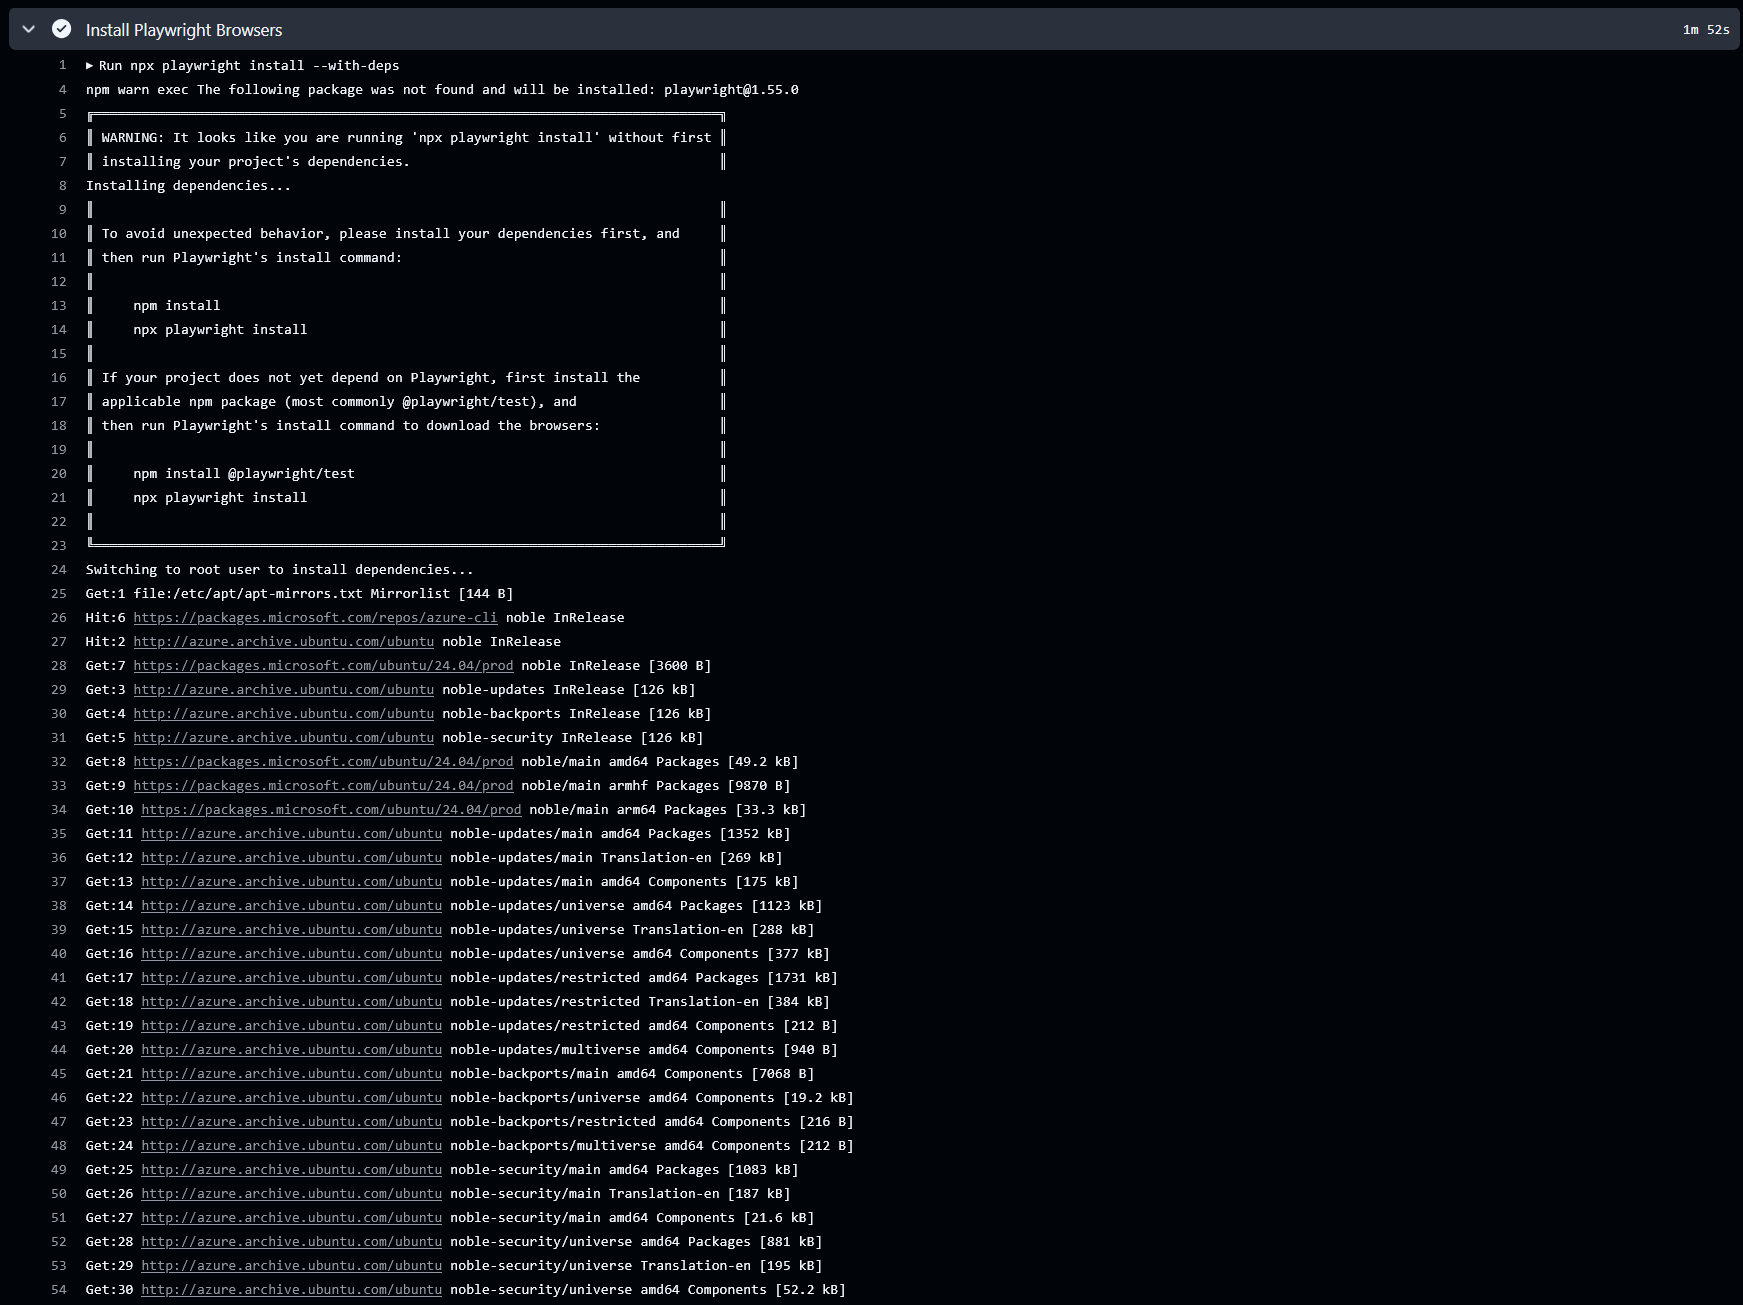 Install Playwright Browsers 1m 52s
1 ▶ Run npx playwright install --with-deps
4 npm warn exec The following package was not found and will be installed: playwright@1.55.0
5 ╔═══════════════════════════════════════════════════════════════════════════════╗
6 ║ WARNING: It looks like you are running 'npx playwright install' without first ║
7 ║ installing your project's dependencies. ║
8 Installing dependencies...
9 ║ ║
10 ║ To avoid unexpected behavior, please install your dependencies first, and ║
11 ║ then run Playwright's install command: ║
12 ║ ║
13 ║     npm install ║
14 ║     npx playwright install ║
15 ║ ║
16 ║ If your project does not yet depend on Playwright, first install the ║
17 ║ applicable npm package (most commonly @playwright/test), and ║
18 ║ then run Playwright's install command to download the browsers: ║
19 ║ ║
20 ║     npm install @playwright/test ║
21 ║     npx playwright install ║
22 ║ ║
23 ╚═══════════════════════════════════════════════════════════════════════════════╝
24 Switching to root user to install dependencies...
25 Get:1 file:/etc/apt/apt-mirrors.txt Mirrorlist [144 B]
26 Hit:6 https://packages.microsoft.com/repos/azure-cli noble InRelease
27 Hit:2 http://azure.archive.ubuntu.com/ubuntu noble InRelease
28 Get:7 https://packages.microsoft.com/ubuntu/24.04/prod noble InRelease [3600 B]
29 Get:3 http://azure.archive.ubuntu.com/ubuntu noble-updates InRelease [126 kB]
30 Get:4 http://azure.archive.ubuntu.com/ubuntu noble-backports InRelease [126 kB]
31 Get:5 http://azure.archive.ubuntu.com/ubuntu noble-security InRelease [126 kB]
32 Get:8 https://packages.microsoft.com/ubuntu/24.04/prod noble/main amd64 Packages [49.2 kB]
33 Get:9 https://packages.microsoft.com/ubuntu/24.04/prod noble/main armhf Packages [9870 B]
34 Get:10 https://packages.microsoft.com/ubuntu/24.04/prod noble/main arm64 Packages [33.3 kB]
35 Get:11 http://azure.archive.ubuntu.com/ubuntu noble-updates/main amd64 Packages [1352 kB]
36 Get:12 http://azure.archive.ubuntu.com/ubuntu noble-updates/main Translation-en [269 kB]
37 Get:13 http://azure.archive.ubuntu.com/ubuntu noble-updates/main amd64 Components [175 kB]
38 Get:14 http://azure.archive.ubuntu.com/ubuntu noble-updates/universe amd64 Packages [1123 kB]
39 Get:15 http://azure.archive.ubuntu.com/ubuntu noble-updates/universe Translation-en [288 kB]
40 Get:16 http://azure.archive.ubuntu.com/ubuntu noble-updates/universe amd64 Components [377 kB]
41 Get:17 http://azure.archive.ubuntu.com/ubuntu noble-updates/restricted amd64 Packages [1731 kB]
42 Get:18 http://azure.archive.ubuntu.com/ubuntu noble-updates/restricted Translation-en [384 kB]
43 Get:19 http://azure.archive.ubuntu.com/ubuntu noble-updates/restricted amd64 Components [212 B]
44 Get:20 http://azure.archive.ubuntu.com/ubuntu noble-updates/multiverse amd64 Components [940 B]
45 Get:21 http://azure.archive.ubuntu.com/ubuntu noble-backports/main amd64 Components [7068 B]
46 Get:22 http://azure.archive.ubuntu.com/ubuntu noble-backports/universe amd64 Components [19.2 kB]
47 Get:23 http://azure.archive.ubuntu.com/ubuntu noble-backports/restricted amd64 Components [216 B]
48 Get:24 http://azure.archive.ubuntu.com/ubuntu noble-backports/multiverse amd64 Components [212 B]
49 Get:25 http://azure.archive.ubuntu.com/ubuntu noble-security/main amd64 Packages [1083 kB]
50 Get:26 http://azure.archive.ubuntu.com/ubuntu noble-security/main Translation-en [187 kB]
51 Get:27 http://azure.archive.ubuntu.com/ubuntu noble-security/main amd64 Components [21.6 kB]
52 Get:28 http://azure.archive.ubuntu.com/ubuntu noble-security/universe amd64 Packages [881 kB]
53 Get:29 http://azure.archive.ubuntu.com/ubuntu noble-security/universe Translation-en [195 kB]
54 Get:30 http://azure.archive.ubuntu.com/ubuntu noble-security/universe amd64 Components [52.2 kB]